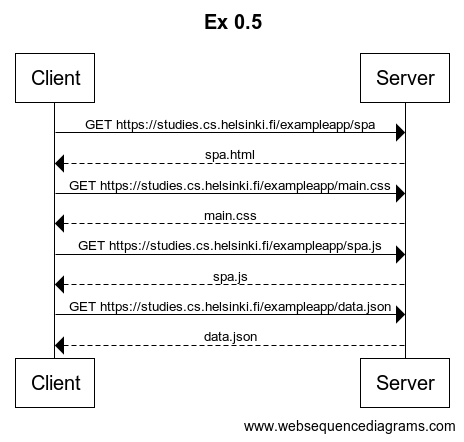 Ex 0.5
Client
Server
GET https://studies.cs.helsinki.fi/exampleapp/spa
spa.html
GET https://studies.cs.helsinki.fi/exampleapp/main.css
main.css
GET https://studies.cs.helsinki.fi/exampleapp/spa.js
spa.js
GET https://studies.cs.helsinki.fi/exampleapp/data.json
data.json
Client
Server
www.websequencediagrams.com